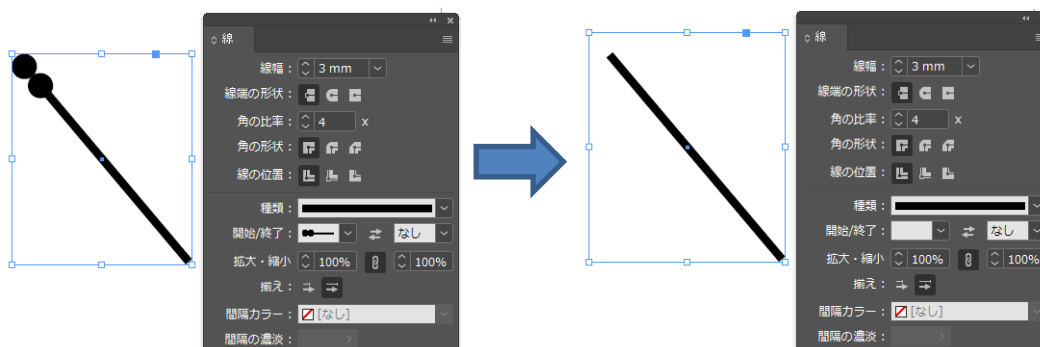 線
線幅 : 3 mm
線端の形状 :
角の比率 : 4 x
角の形状 :
線の位置 :
種類 :
開始/終了 : なし
拡大・縮小 100% 100%
揃え :
間隔カラー : [なし]
間隔の濃淡 :
線
線幅 : 3 mm
線端の形状 :
角の比率 : 4 x
角の形状 :
線の位置 :
種類 :
開始/終了 : なし
拡大・縮小 100% 100%
揃え :
間隔カラー : [なし]
間隔の濃淡 :